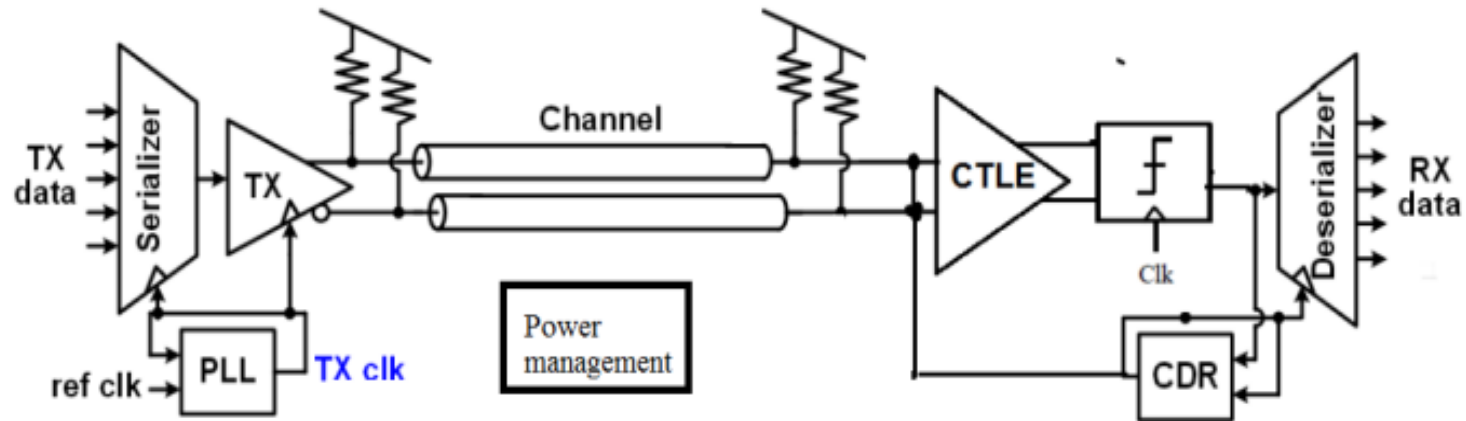 Channel
TX
data
Serializer
TX
CTLE
Deserializer
RX
data
Clk
Power
management
ref clk
PLL
TX clk
CDR